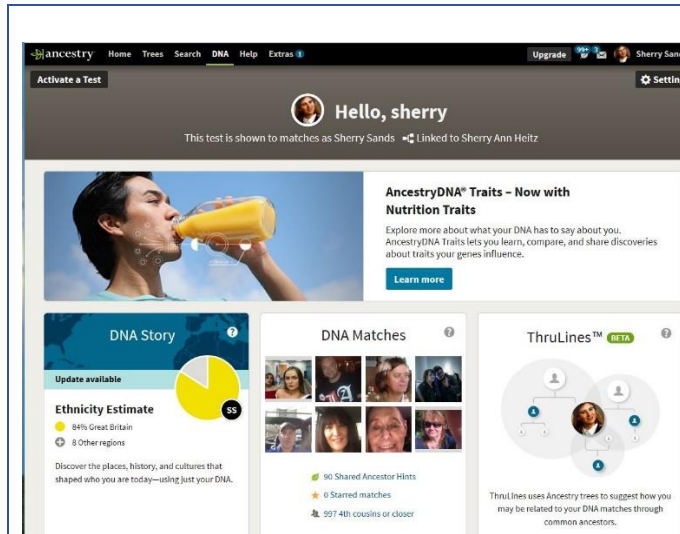 ancestry Home Trees Search DNA Help Extras 1 Upgrade 99+ 3 Sherry San
Activate a Test Settin
Hello, sherry
This test is shown to matches as Sherry Sands Linked to Sherry Ann Heitz
AncestryDNA® Traits – Now with
Nutrition Traits
Explore more about what your DNA has to say about you.
AncestryDNA Traits lets you learn, compare, and share discoveries
about traits your genes influence.
Learn more
DNA Story ?
Update available
Ethnicity Estimate
SS
84% Great Britain
8 Other regions
Discover the places, history, and cultures that
shaped who you are today—using just your DNA.
DNA Matches ?
90 Shared Ancestor Hints
0 Starred matches
997 4th cousins or closer
ThruLines™ BETA ?
ThruLines uses Ancestry trees to suggest how you
may be related to your DNA matches through
common ancestors.